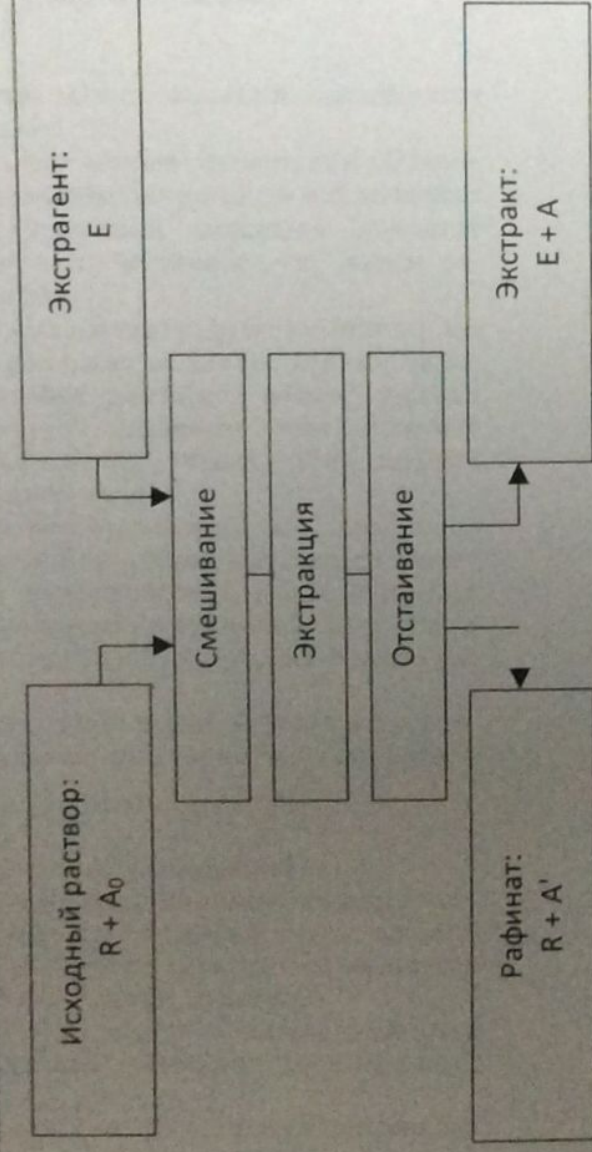 Исходный раствор:
R + A₀
Экстрагент:
E
Смешивание
Экстракция
Отстаивание
Рафинат:
R + A'
Экстракт:
E + A